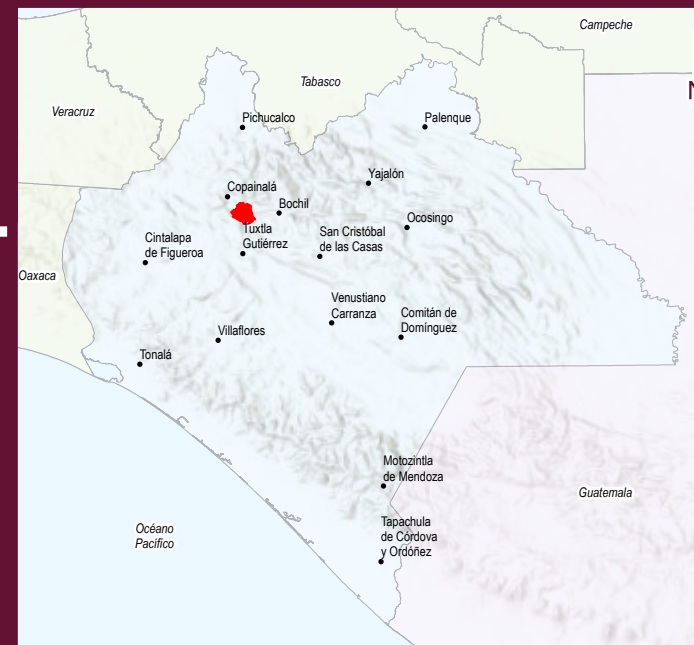 Campeche
Tabasco
N
Veracruz
Pichucalco
Palenque
Yajalón
Copainalá
Bochil
Ocosingo
Tuxtla
Gutiérrez
San Cristóbal
de las Casas
Cintalapa
de Figueroa
Oaxaca
Venustiano
Carranza
Comitán de
Domínguez
Villaflores
Tonalá
Motozintla
de Mendoza
Guatemala
Océano
Pacífico
Tapachula
de Córdova
y Ordóñez